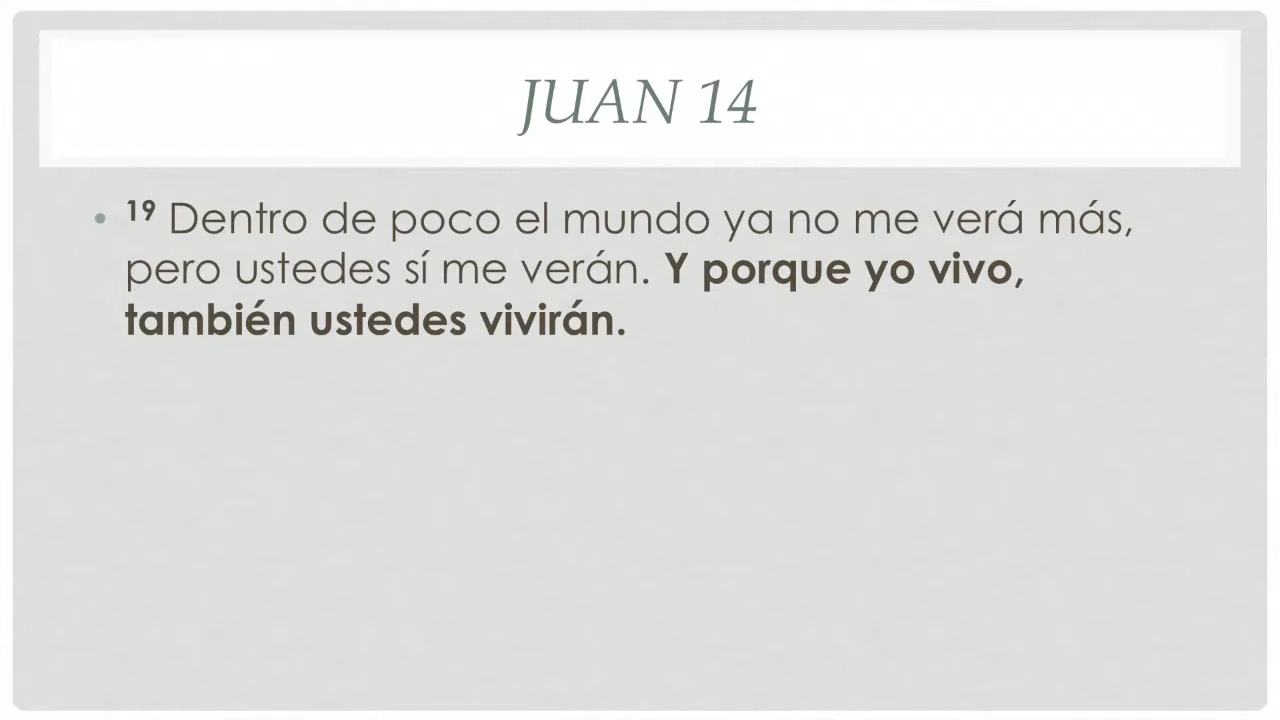 JUAN 14
• 19 Dentro de poco el mundo ya no me verá más,
pero ustedes sí me verán. Y porque yo vivo,
también ustedes vivirán.